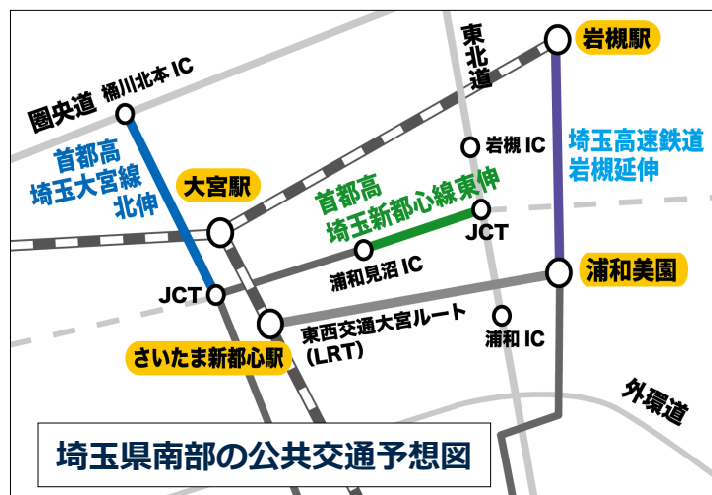 岩槻駅
東北道
桶川北本 IC
圏央道
首都高
埼玉大宮線
北伸
大宮駅
岩槻 IC
埼玉高速鉄道
岩槻延伸
首都高
埼玉新都心線東伸
JCT
浦和見沼 IC
浦和美園
JCT
東西交通大宮ルート
(LRT)
浦和 IC
さいたま新都心駅
外環道
埼玉県南部の公共交通予想図